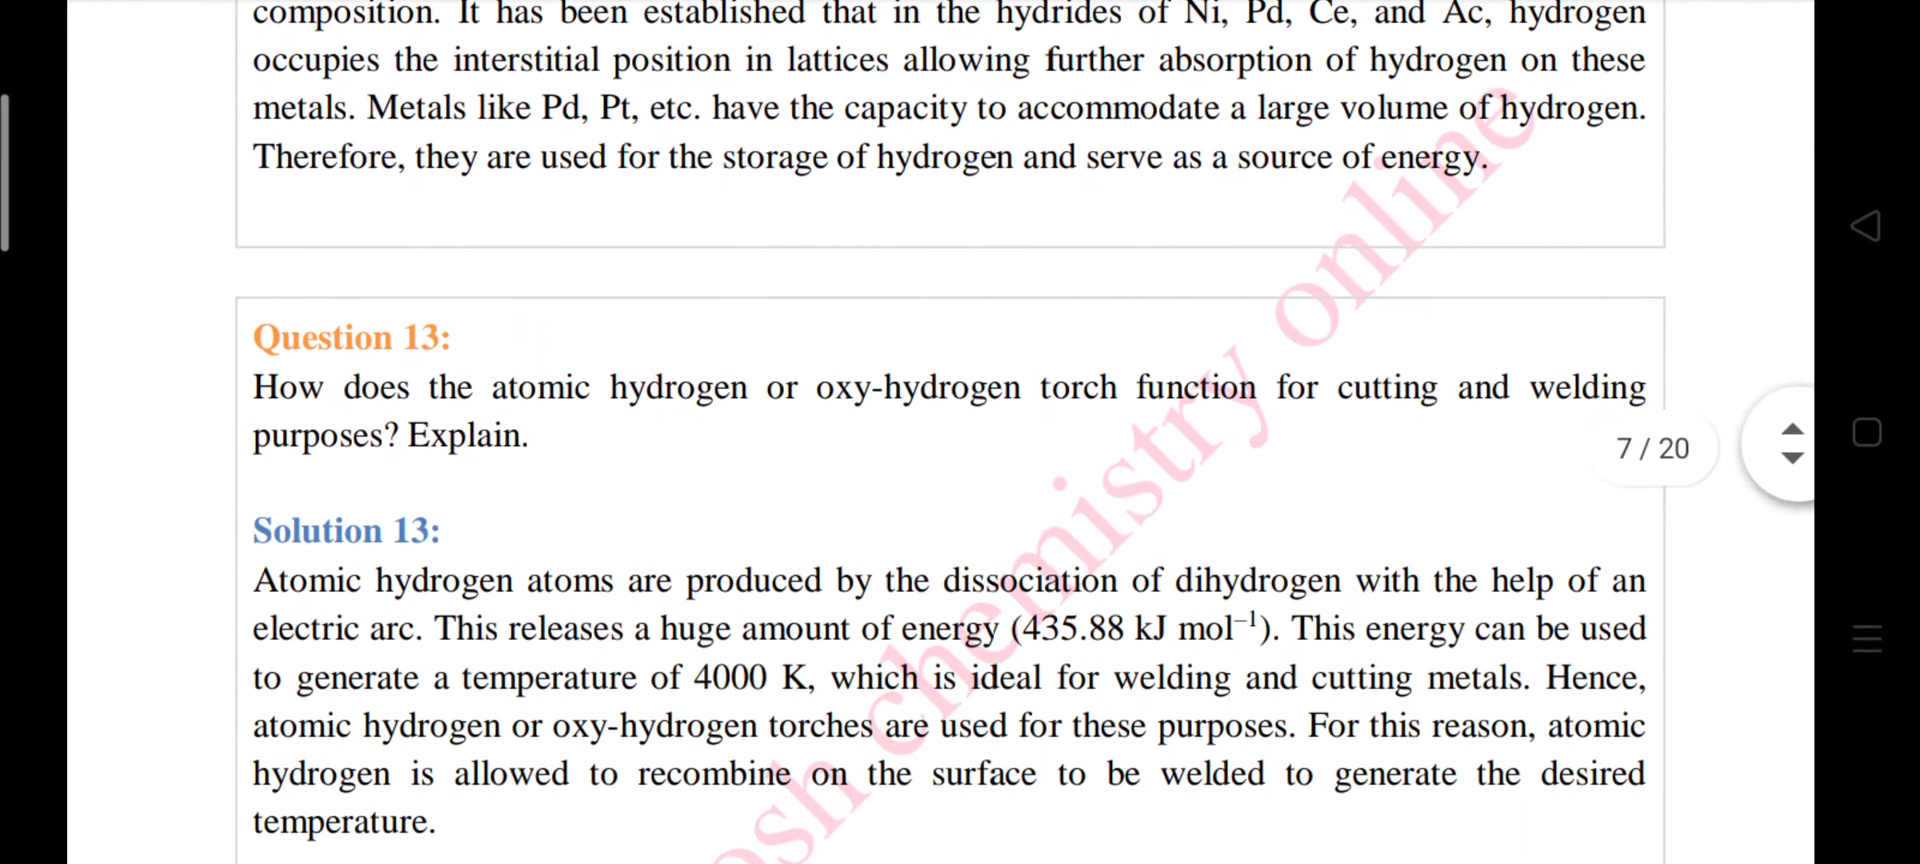 composition. It has been established that in the hydrides of Ni, Pd, Ce, and Ac, hydrogen
occupies the interstitial position in lattices allowing further absorption of hydrogen on these
metals. Metals like Pd, Pt, etc. have the capacity to accommodate a large volume of hydrogen.
Therefore, they are used for the storage of hydrogen and serve as a source of energy.
Question 13:
How does the atomic hydrogen or oxy-hydrogen torch function for cutting and welding
purposes? Explain.
7 / 20
Solution 13:
Atomic hydrogen atoms are produced by the dissociation of dihydrogen with the help of an
electric arc. This releases a huge amount of energy (435.88 kJ mol⁻¹). This energy can be used
to generate a temperature of 4000 K, which is ideal for welding and cutting metals. Hence,
atomic hydrogen or oxy-hydrogen torches are used for these purposes. For this reason, atomic
hydrogen is allowed to recombine on the surface to be welded to generate the desired
temperature.
chemistry online